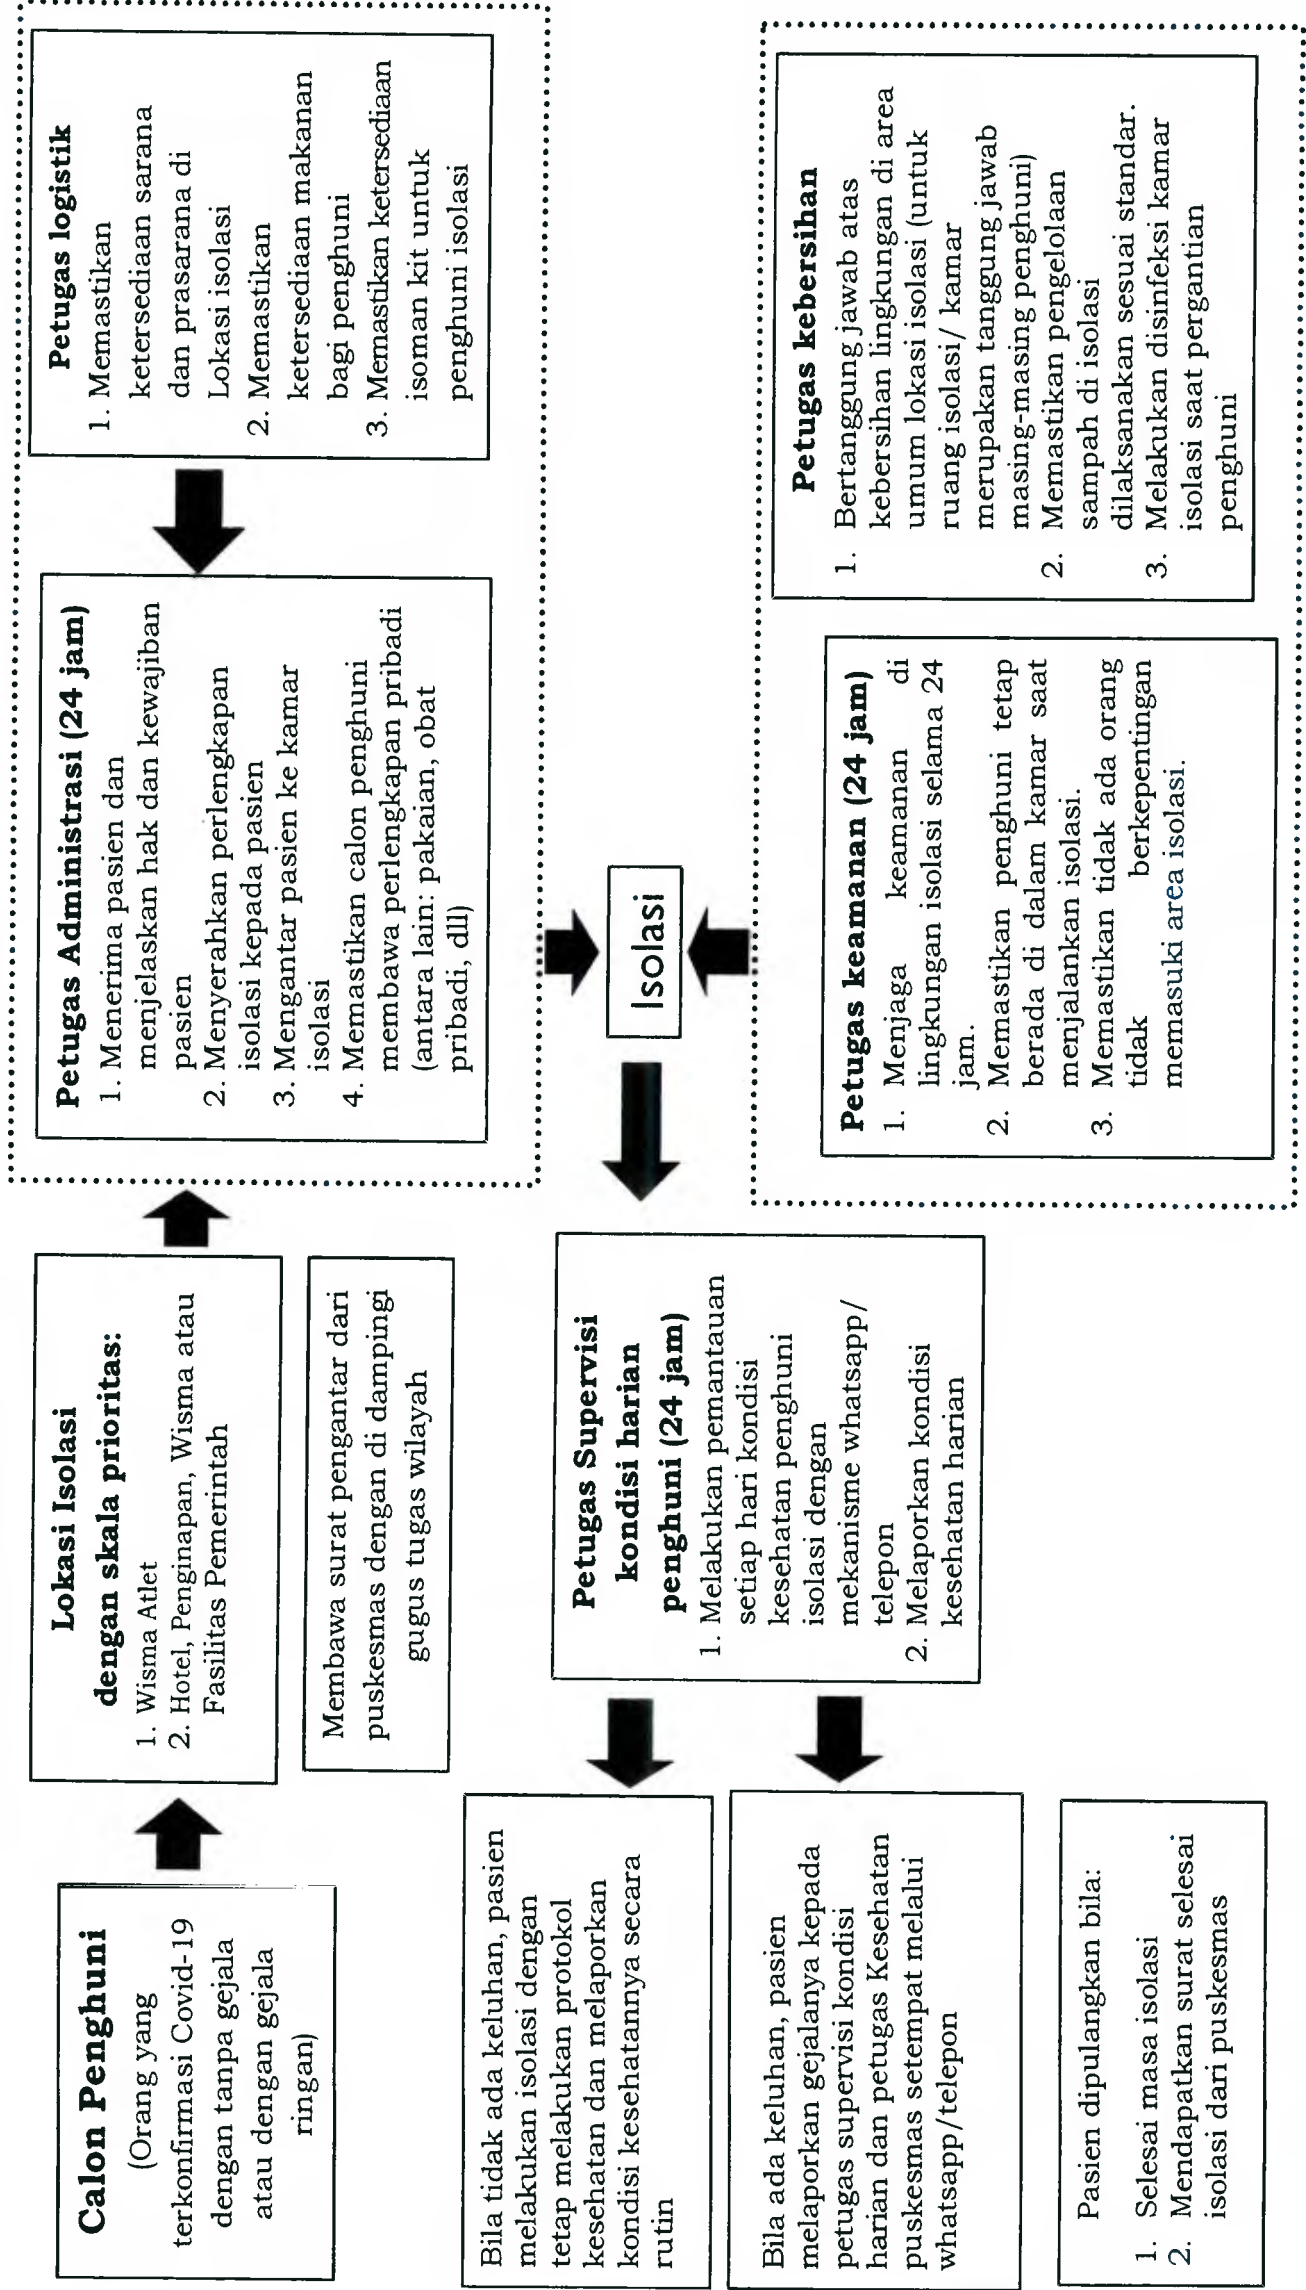 Calon Penghuni
(Orang yang
terkonfirmasi Covid-19
dengan tanpa gejala
atau dengan gejala
ringan)
Lokasi Isolasi
dengan skala prioritas:
1. Wisma Atlet
2. Hotel, Penginapan, Wisma atau
Fasilitas Pemerintah
Membawa surat pengantar dari
puskesmas dengan di dampingi
gugus tugas wilayah
Petugas Administrasi (24 jam)
1. Menerima pasien dan
menjelaskan hak dan kewajiban
pasien
2. Menyerahkan perlengkapan
isolasi kepada pasien
3. Mengantar pasien ke kamar
isolasi
4. Memastikan calon penghuni
membawa perlengkapan pribadi
(antara lain: pakaian, obat
pribadi, dll)
Petugas logistik
1. Memastikan
ketersediaan sarana
dan prasarana di
Lokasi isolasi
2. Memastikan
ketersediaan makanan
bagi penghuni
3. Memastikan ketersediaan
isoman kit untuk
penghuni isolasi
Isolasi
Petugas Supervisi
kondisi harian
penghuni (24 jam)
1. Melakukan pemantauan
setiap hari kondisi
kesehatan penghuni
isolasi dengan
mekanisme whatsapp/
telepon
2. Melaporkan kondisi
kesehatan harian
Bila tidak ada keluhan, pasien
melakukan isolasi dengan
tetap melakukan protokol
kesehatan dan melaporkan
kondisi kesehatannya secara
rutin
Bila ada keluhan, pasien
melaporkan gejalanya kepada
petugas supervisi kondisi
harian dan petugas Kesehatan
puskesmas setempat melalui
whatsapp/telepon
Pasien dipulangkan bila:
1. Selesai masa isolasi
2. Mendapatkan surat selesai
isolasi dari puskesmas
Petugas keamanan (24 jam)
1. Menjaga keamanan di
lingkungan isolasi selama 24
jam.
2. Memastikan penghuni tetap
berada di dalam kamar saat
menjalankan isolasi.
3. Memastikan tidak ada orang
tidak berkepentingan
memasuki area isolasi.
Petugas kebersihan
1. Bertanggung jawab atas
kebersihan lingkungan di area
umum lokasi isolasi (untuk
ruang isolasi/ kamar
merupakan tanggung jawab
masing-masing penghuni)
2. Memastikan pengelolaan
sampah di isolasi
dilaksanakan sesuai standar.
3. Melakukan disinfeksi kamar
isolasi saat pergantian
penghuni